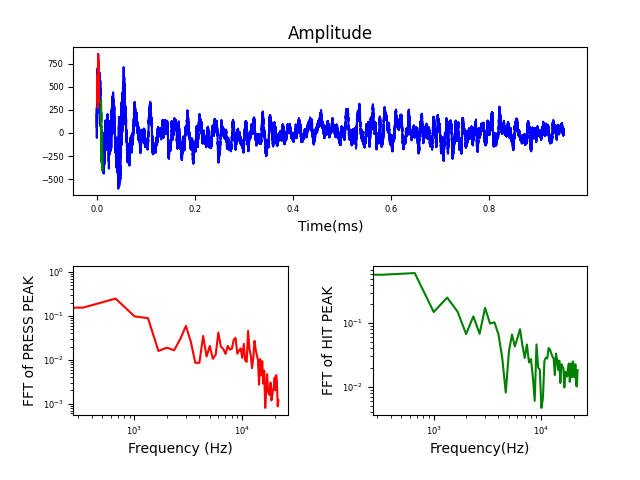 Amplitude
750
500
250
0
−250
−500
0.0 0.2 0.4 0.6 0.8
Time(ms)
FFT of PRESS PEAK
10⁰
10⁻¹
10⁻²
10⁻³
10³ 10⁴
Frequency (Hz)
FFT of HIT PEAK
10⁻¹
10⁻²
10³ 10⁴
Frequency(Hz)